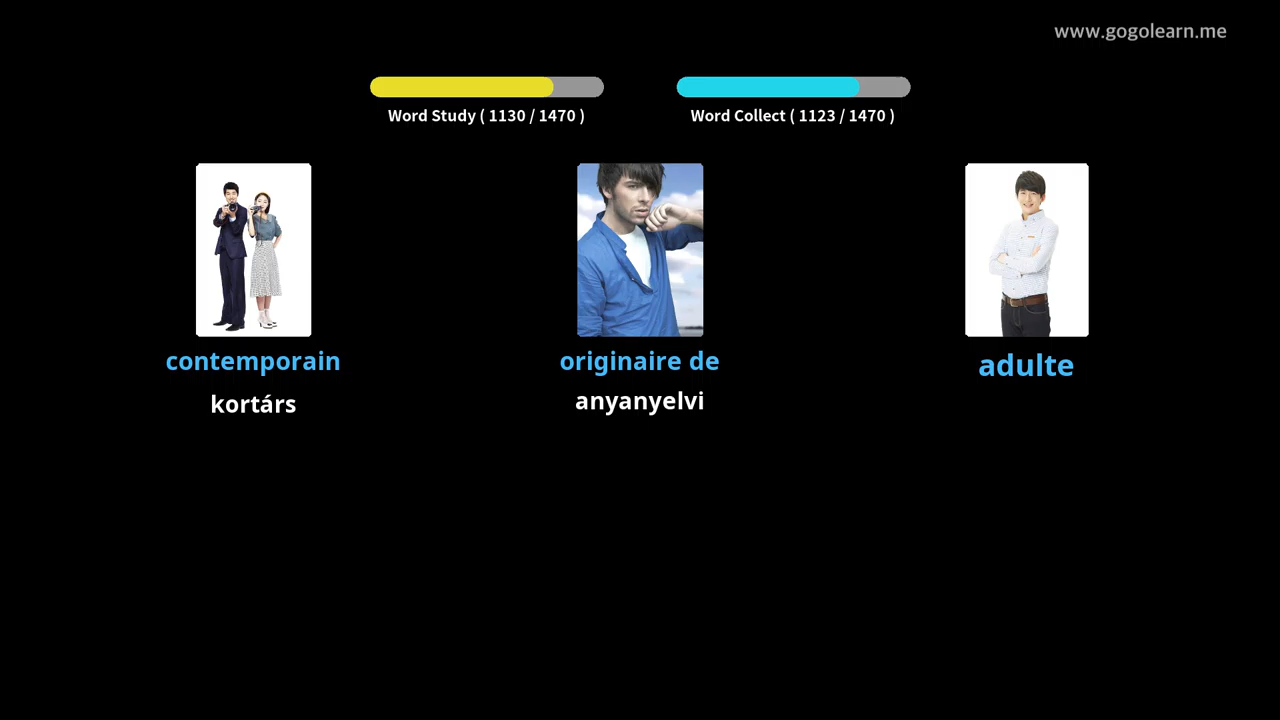 www.gogolearn.me
Word Study ( 1130 / 1470 )
Word Collect ( 1123 / 1470 )
contemporain
kortárs
originaire de
anyanyelvi
adulte